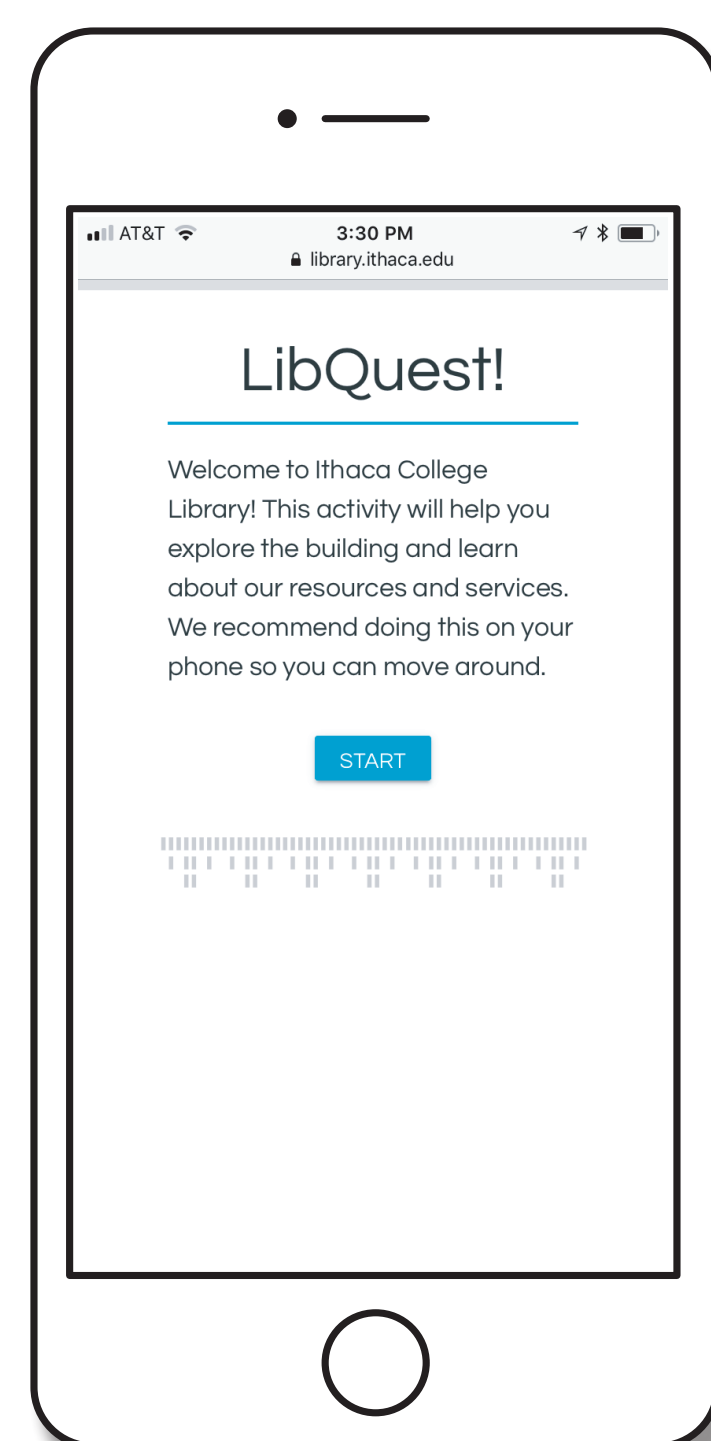 AT&T 3:30 PM
library.ithaca.edu
LibQuest!
Welcome to Ithaca College
Library! This activity will help you
explore the building and learn
about our resources and services.
We recommend doing this on your
phone so you can move around.
START